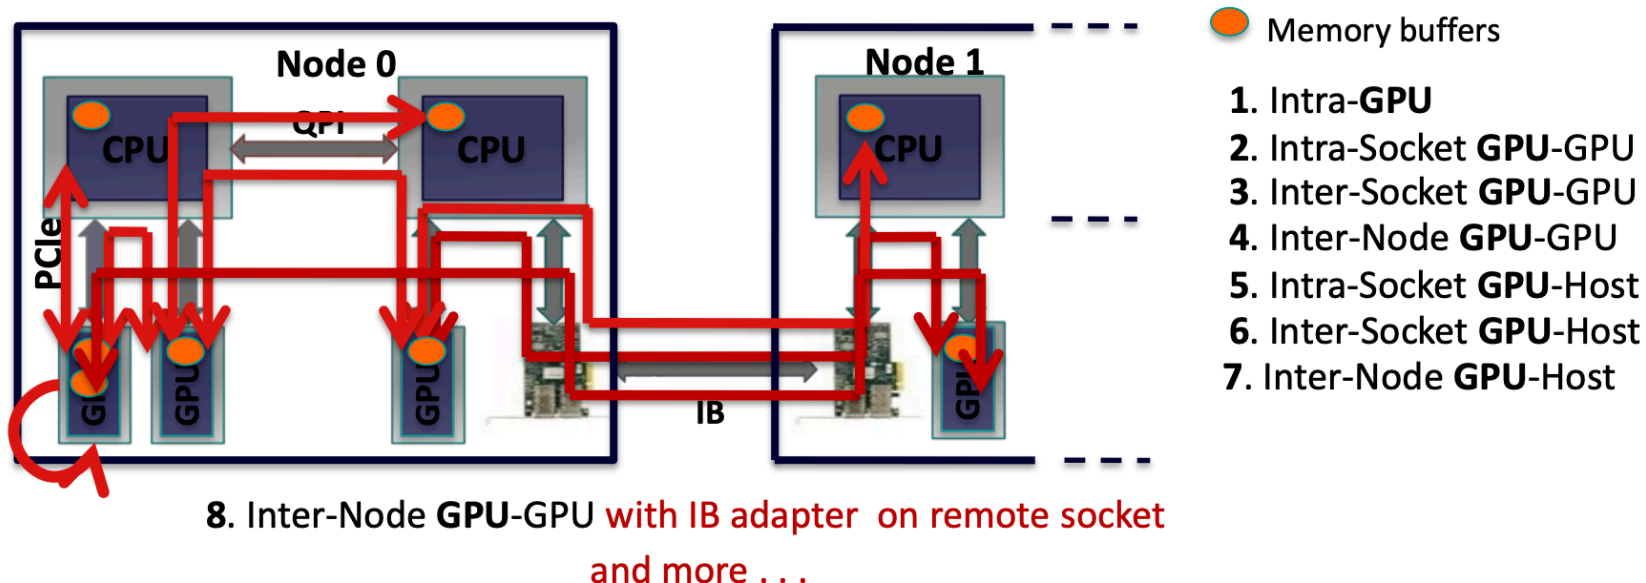 Node 0
Node 1
Memory buffers
QPI
CPU
CPU
CPU
PCIe
GPU
GPU
GPU
IB
1. Intra-GPU
2. Intra-Socket GPU-GPU
3. Inter-Socket GPU-GPU
4. Inter-Node GPU-GPU
5. Intra-Socket GPU-Host
6. Inter-Socket GPU-Host
7. Inter-Node GPU-Host
8. Inter-Node GPU-GPU with IB adapter on remote socket
and more . . .